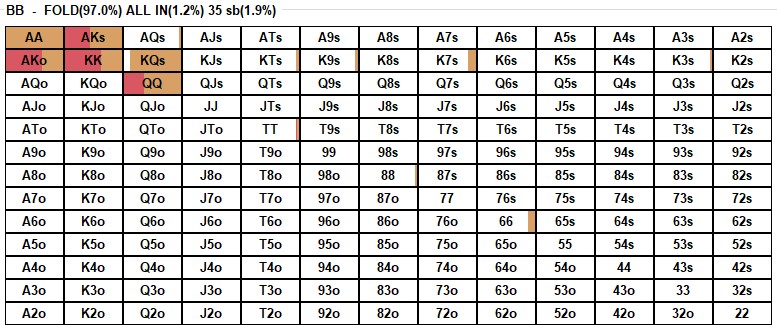 BB - FOLD(97.0%) ALL IN(1.2%) 35 sb(1.9%)
AA AKs AQs AJs ATs A9s A8s A7s A6s A5s A4s A3s A2s
AKo KK KQs KJs KTs K9s K8s K7s K6s K5s K4s K3s K2s
AQo KQo QQ QJs QTs Q9s Q8s Q7s Q6s Q5s Q4s Q3s Q2s
AJo KJo QJo JJ JTs J9s J8s J7s J6s J5s J4s J3s J2s
ATo KTo QTo JTo TT T9s T8s T7s T6s T5s T4s T3s T2s
A9o K9o Q9o J9o T9o 99 98s 97s 96s 95s 94s 93s 92s
A8o K8o Q8o J8o T8o 98o 88 87s 86s 85s 84s 83s 82s
A7o K7o Q7o J7o T7o 97o 87o 77 76s 75s 74s 73s 72s
A6o K6o Q6o J6o T6o 96o 86o 76o 66 65s 64s 63s 62s
A5o K5o Q5o J5o T5o 95o 85o 75o 65o 55 54s 53s 52s
A4o K4o Q4o J4o T4o 94o 84o 74o 64o 54o 44 43s 42s
A3o K3o Q3o J3o T3o 93o 83o 73o 63o 53o 43o 33 32s
A2o K2o Q2o J2o T2o 92o 82o 72o 62o 52o 42o 32o 22